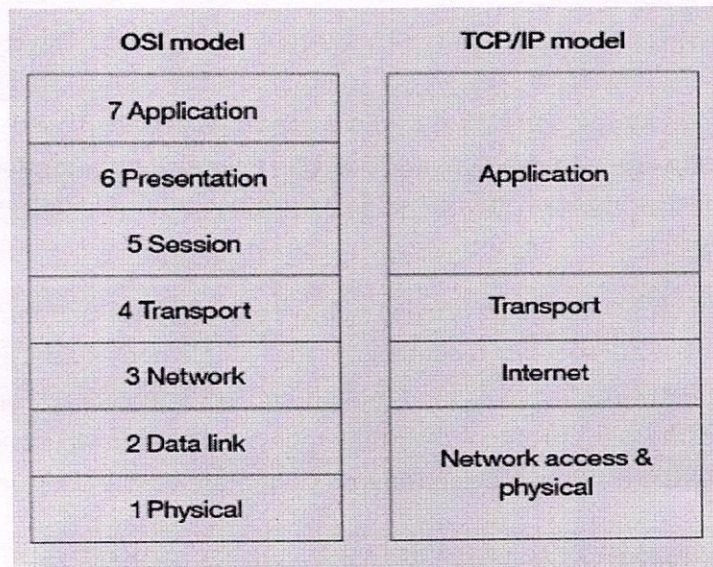 OSI model
7 Application
6 Presentation
5 Session
4 Transport
3 Network
2 Data link
1 Physical
TCP/IP model
Application
Transport
Internet
Network access &
physical